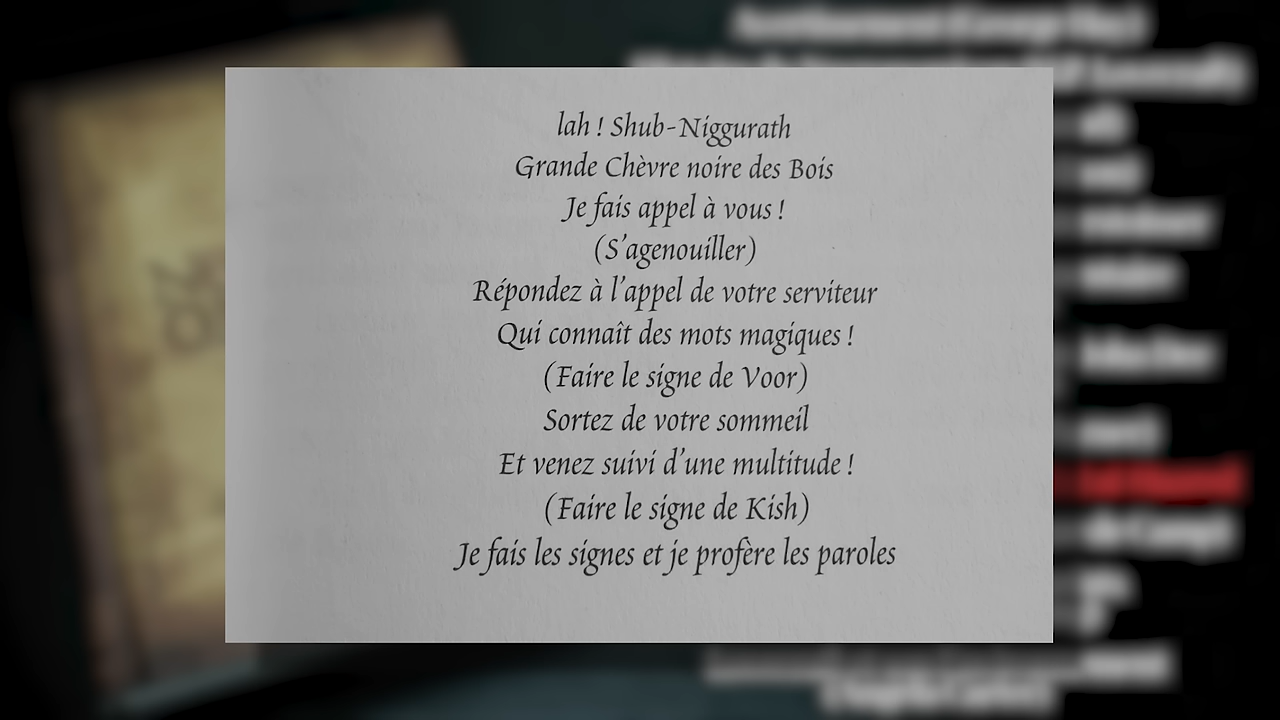 lah ! Shub-Niggurath
Grande Chèvre noire des Bois
Je fais appel à vous !
(S'agenouiller)
Répondez à l'appel de votre serviteur
Qui connaît des mots magiques !
(Faire le signe de Voor)
Sortez de votre sommeil
Et venez suivi d'une multitude !
(Faire le signe de Kish)
Je fais les signes et je profère les paroles